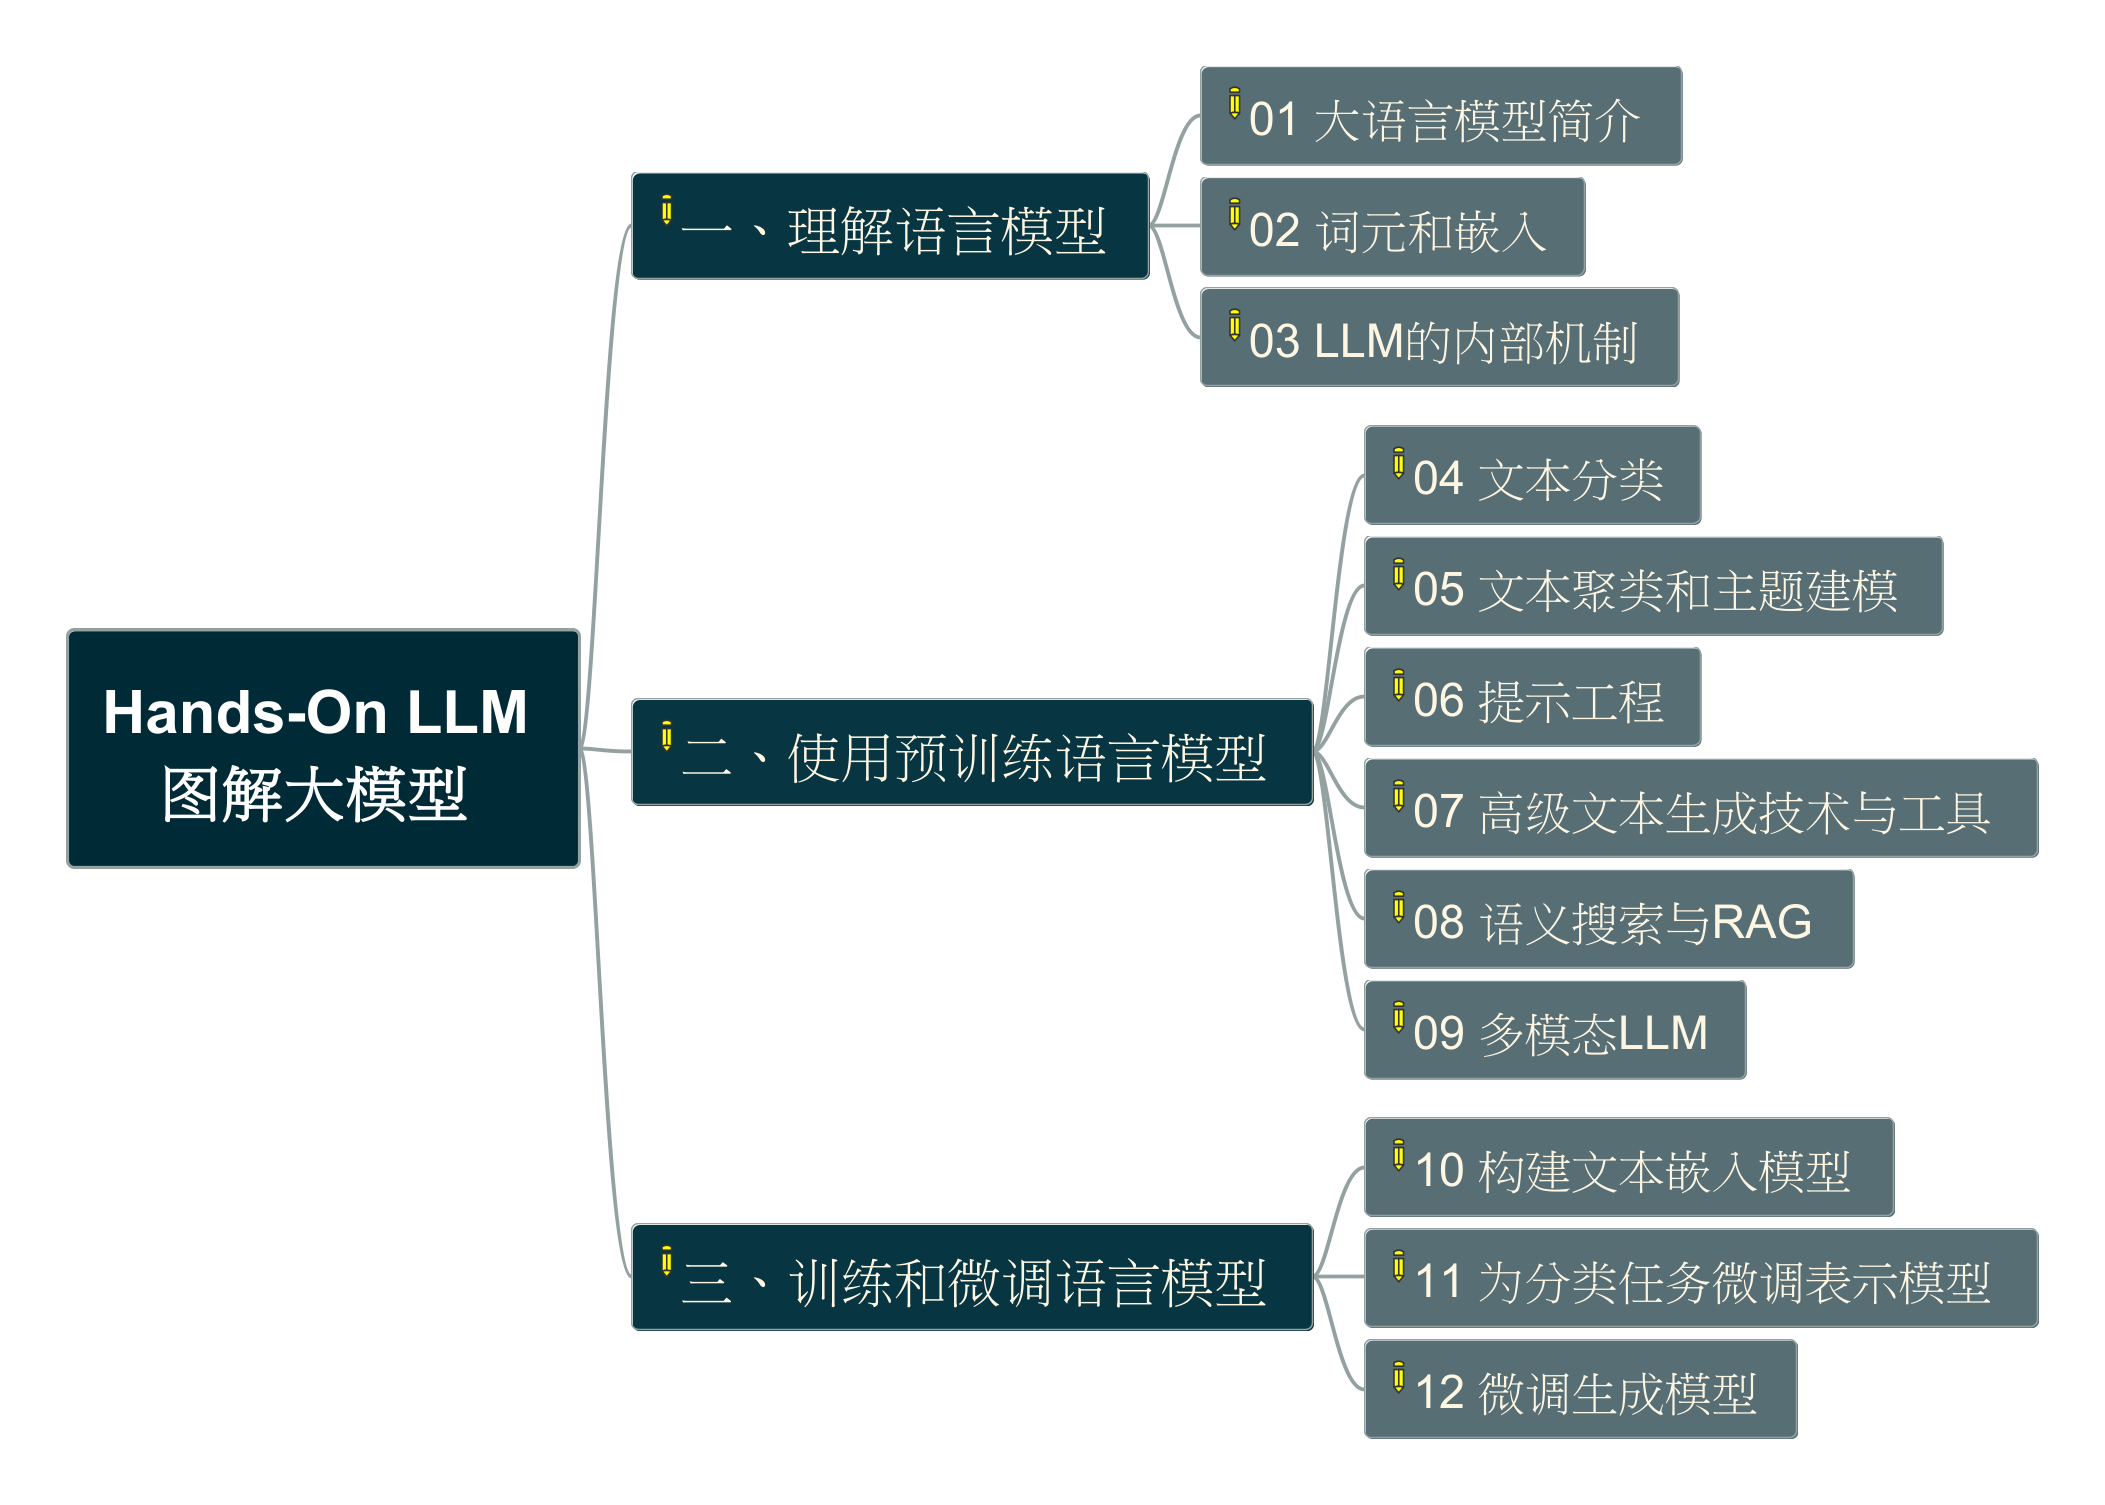 Hands-On LLM
图解大模型
一、理解语言模型
01 大语言模型简介
02 词元和嵌入
03 LLM的内部机制
二、使用预训练语言模型
04 文本分类
05 文本聚类和主题建模
06 提示工程
07 高级文本生成技术与工具
08 语义搜索与RAG
09 多模态LLM
三、训练和微调语言模型
10 构建文本嵌入模型
11 为分类任务微调表示模型
12 微调生成模型